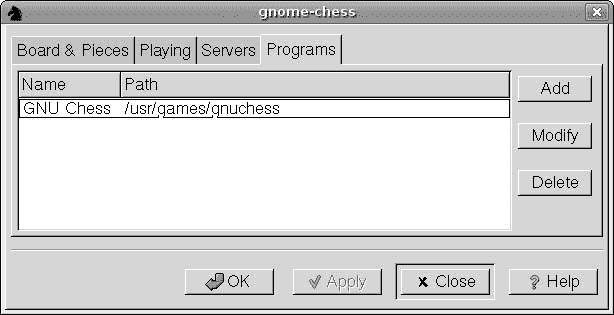 gnome-chess
Board & Pieces Playing Servers Programs
Name Path
GNU Chess /usr/games/gnuchess
Add
Modify
Delete
OK Apply Close Help